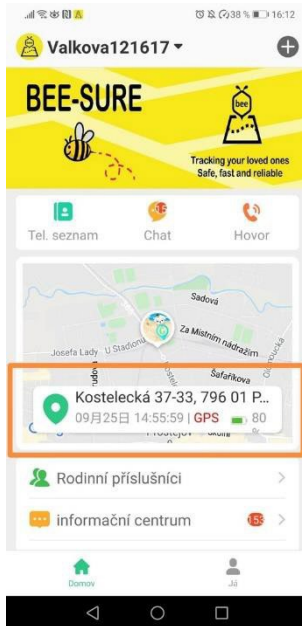 38 % 16:12
Valkova121617
BEE-SURE
bee
Tracking your loved ones
Safe, fast and reliable
15
Tel. seznam Chat Hovor
Sadová
Za Místním nádražím
Josefa Lady U Stadionu
Šafaříkova
Kostelecká 37-33, 796 01 P...
09月25日 14:55:59 | GPS 80
Rodinní příslušníci
informační centrum 153
Domov Já